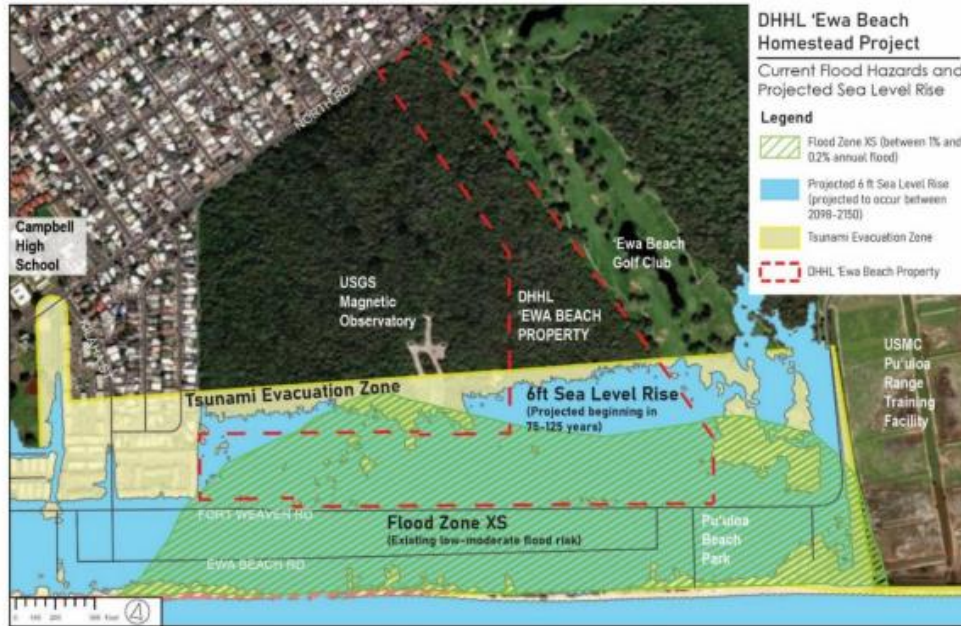 DHHL 'Ewa Beach
Homestead Project
Current Flood Hazards and
Projected Sea Level Rise
Legend
Flood Zone XS (between 1% and
0.2% annual flood)
Projected 6 ft Sea Level Rise
(projected to occur between
2098-2150)
Tsunami Evacuation Zone
DHHL 'Ewa Beach Property
NORTH RD
Campbell
High
School
USGS
Magnetic
Observatory
DHHL
'EWA BEACH
PROPERTY
'Ewa Beach
Golf Club
USMC
Pu'uloa
Range
Training
Facility
Tsunami Evacuation Zone
6ft Sea Level Rise
(Projected beginning in
75-125 years)
FORT WEAVER RD
Flood Zone XS
(Existing low-moderate flood risk)
EWA BEACH RD
Pu'uloa
Beach
Park
0